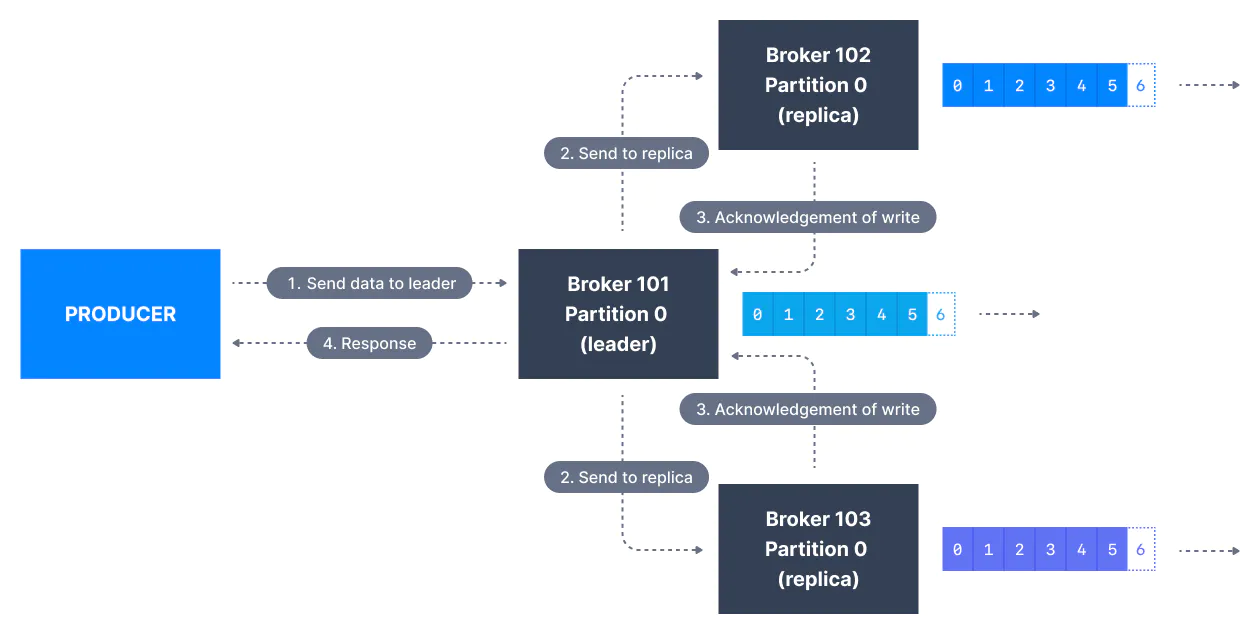 Broker 102
Partition 0
(replica)
0 1 2 3 4 5 6
2. Send to replica
3. Acknowledgement of write
PRODUCER
1. Send data to leader
4. Response
Broker 101
Partition 0
(leader)
0 1 2 3 4 5 6
3. Acknowledgement of write
2. Send to replica
Broker 103
Partition 0
(replica)
0 1 2 3 4 5 6